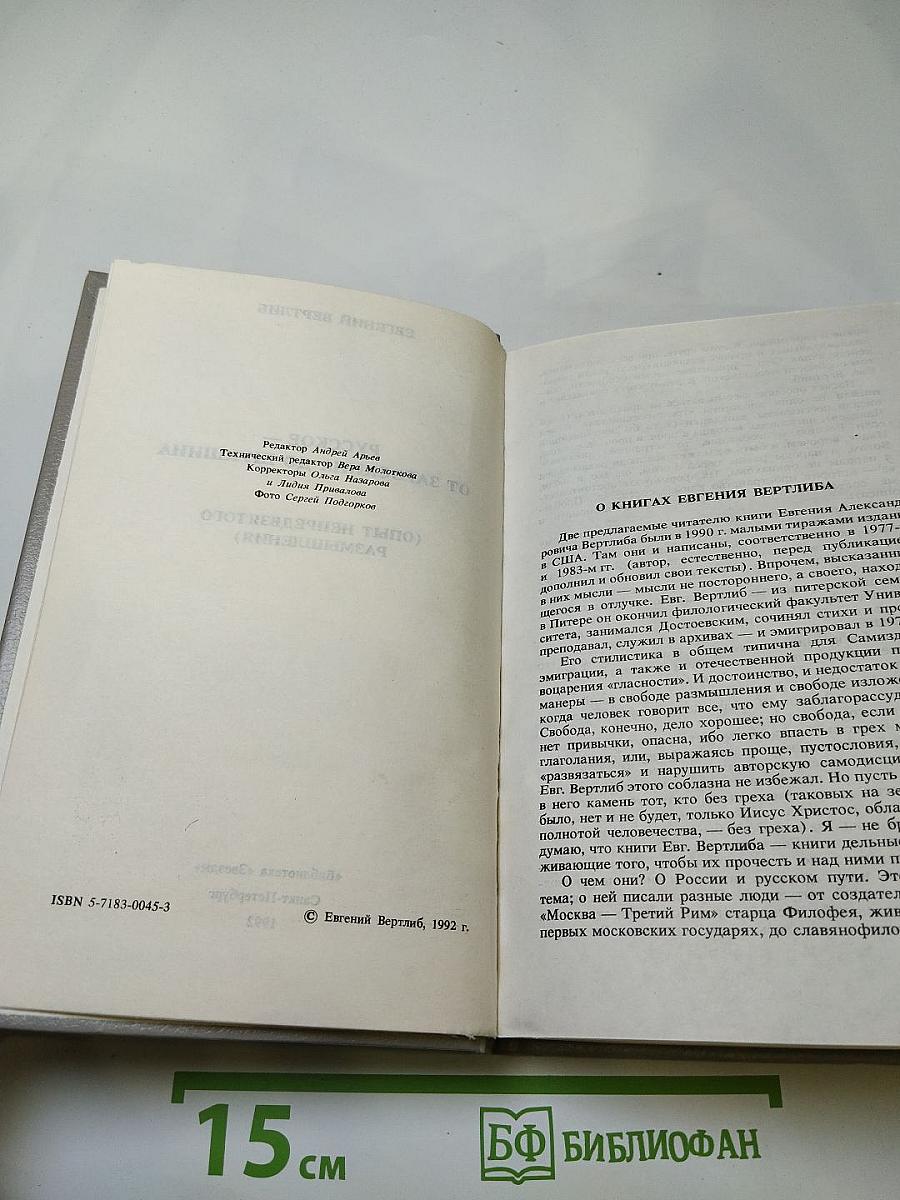 Редактор Андрей Арьев
Технический редактор Вера Молоткова
Корректоры Ольга Назарова
и Лидия Привалова
Фото Сергей Подгорков
ISBN 5-7183-0045-3
© Евгений Вертлиб, 1992 г.
О КНИГАХ ЕВГЕНИЯ ВЕРТЛИБА
Две предлагаемые читателю книги Евгения Александ
ровича Вертлиба были в 1990 г. малыми тиражами издан
в США. Там они и написаны, соответственно в 1977-
и 1983-м гг. (автор, естественно, перед публикацие
дополнил и обновил свои тексты). Впрочем, высказанны
в них мысли — мысли не постороннего, а своего, наход
щегося в отлучке. Евг. Вертлиб — из питерской сем
в Питере он окончил филологический факультет Униве
ситета, занимался Достоевским, сочинял стихи и про
преподавал, служил в архивах — и эмигрировал в 197
Его стилистика в общем типична для Самизд
эмиграции, а также и отечественной продукции п
воцарения «гласности». И достоинство, и недостаток
манеры — в свободе размышления и свободе изложе
когда человек говорит все, что ему заблагорассуд
Свобода, конечно, дело хорошее; но свобода, если
нет привычки, опасна, ибо легко впасть в грех м
глаголания, или, выражаясь проще, пустословия,
«развязаться» и нарушить авторскую самодисци
Евг. Вертлиб этого соблазна не избежал. Но пусть
в него камень тот, кто без греха (таковых на зе
было, нет и не будет, только Иисус Христос, обла
полнотой человечества, — без греха). Я — не бр
думаю, что книги Евг. Вертлиба — книги дельные
живающие того, чтобы их прочесть и над ними п
О чем они? О России и русском пути. Это
тема; о ней писали разные люди — от создател
«Москва — Третий Рим» старца Филофея, жив
первых московских государях, до славянофило
15 см
БФ БИБЛИОФАН